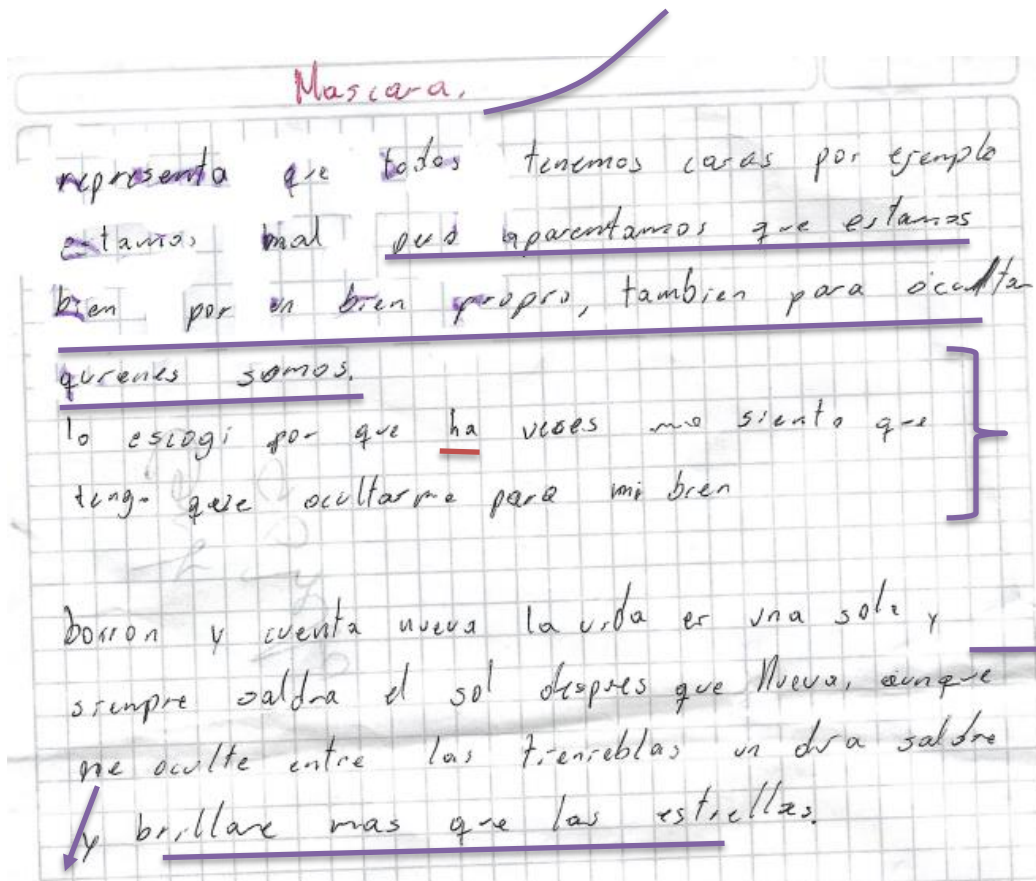 Mascara.
representa que todos tenemos caras por ejemplo
estamos mal pero aparentamos que estamos
bien por un bien propio, tambien para ocultar
quienes somos.
lo escogi por que ha veses me siento que
tengo que ocultarme para mi bien
borron y cuenta nueva la vida es una sola y
siempre saldra el sol despues que llueva, aunque
me oculte entre las tienieblas un dia saldre
y brillare mas que las estrellas.